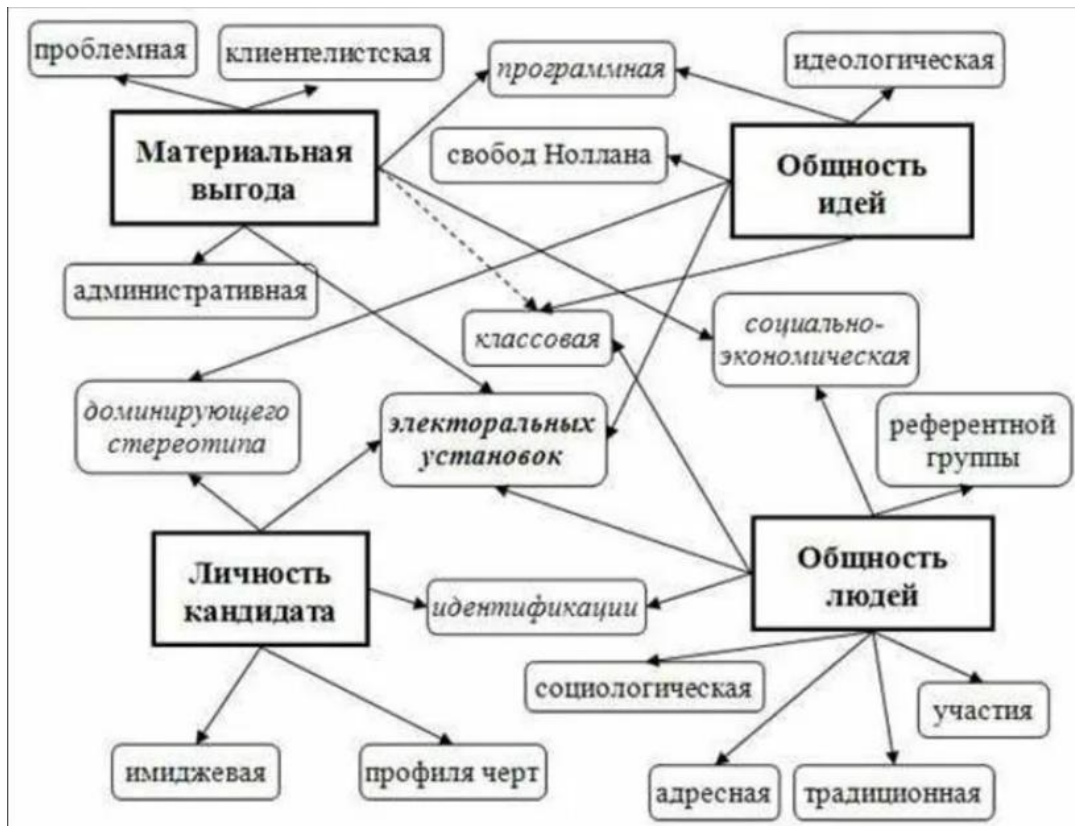 проблемная
клиентелистская
программная
идеологическая
Материальная
выгода
свобод Ноллана
Общность
идей
административная
классовая
социально-
экономическая
доминирующего
стереотипа
электоральных
установок
референтной
группы
Личность
кандидата
идентификации
Общность
людей
социологическая
участия
имиджевая
профиля черт
адресная
традиционная